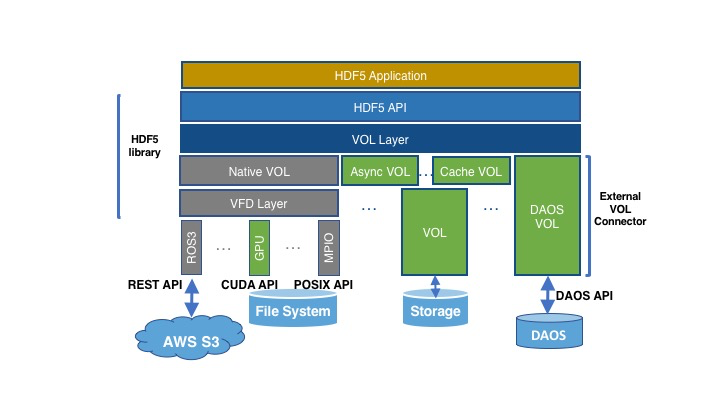 HDF5 Application
HDF5 API
VOL Layer
HDF5
library
Native VOL
Async VOL
...
Cache VOL
DAOS
VOL
VFD Layer
...
VOL
...
External
VOL
Connector
ROS3
...
GPU
...
MPIO
REST API
CUDA API
POSIX API
DAOS API
AWS S3
File System
Storage
DAOS